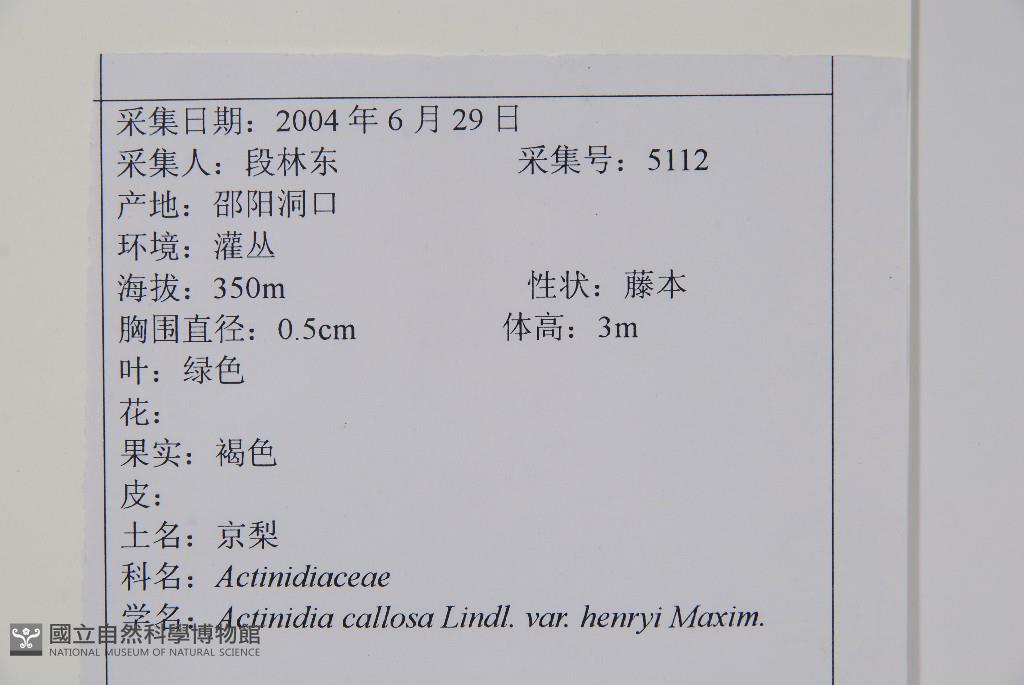 采集日期：2004 年 6 月 29 日
采集人：段林东 采集号：5112
产地：邵阳洞口
环境：灌丛
海拔：350m 性状：藤本
胸围直径：0.5cm 体高：3m
叶：绿色
花：
果实：褐色
皮：
土名：京梨
科名：Actinidiaceae
学名：Actinidia callosa Lindl. var. henryi Maxim.
國立自然科學博物館
NATIONAL MUSEUM OF NATURAL SCIENCE